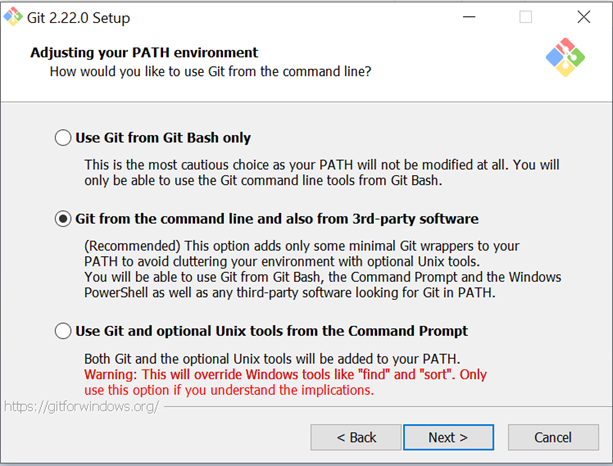 Git 2.22.0 Setup
Adjusting your PATH environment
How would you like to use Git from the command line?
Use Git from Git Bash only
This is the most cautious choice as your PATH will not be modified at all. You will
only be able to use the Git command line tools from Git Bash.
Git from the command line and also from 3rd-party software
(Recommended) This option adds only some minimal Git wrappers to your
PATH to avoid cluttering your environment with optional Unix tools.
You will be able to use Git from Git Bash, the Command Prompt and the Windows
PowerShell as well as any third-party software looking for Git in PATH.
Use Git and optional Unix tools from the Command Prompt
Both Git and the optional Unix tools will be added to your PATH.
Warning: This will override Windows tools like "find" and "sort". Only
use this option if you understand the implications.
https://gitforwindows.org/
< Back
Next >
Cancel